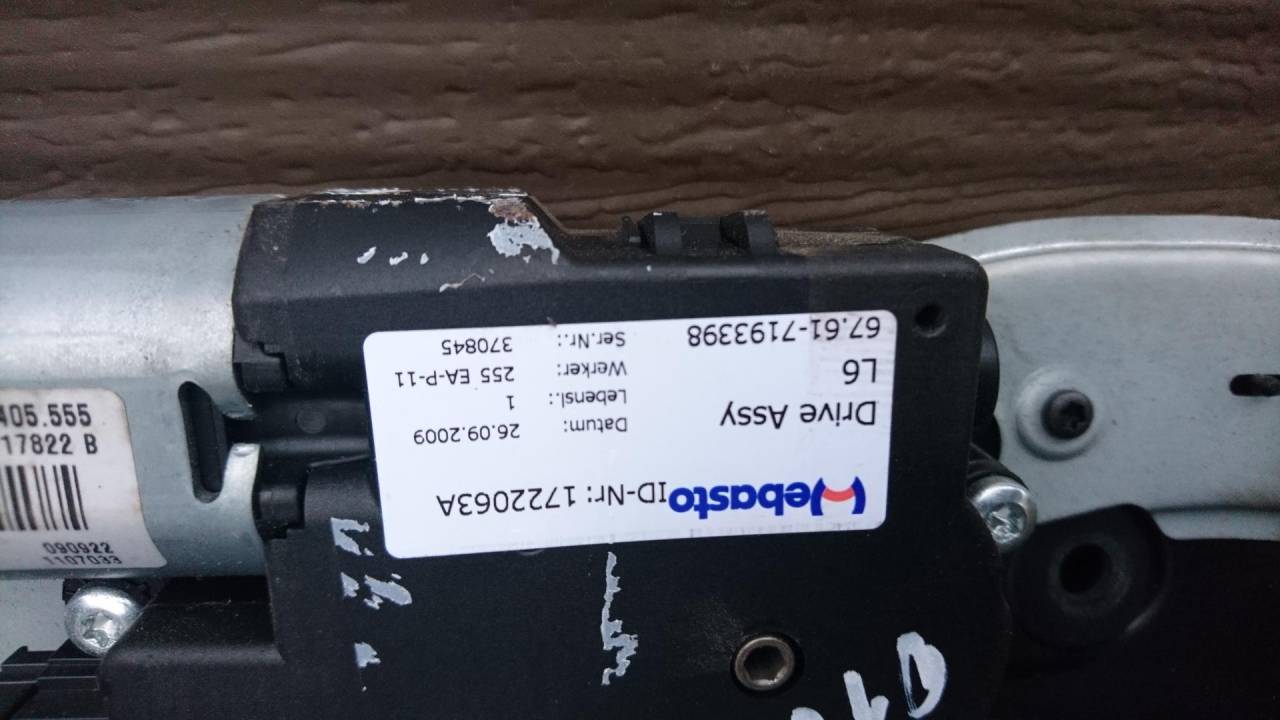 Webasto ID-Nr: 1722063A
Drive Assy
L6
67.61-7193398
Datum: 26.09.2009
Lebensl.: 1
Werker: 255 EA-P-11
Ser.Nr.: 370845
405.555
17822 B
090922
1107033